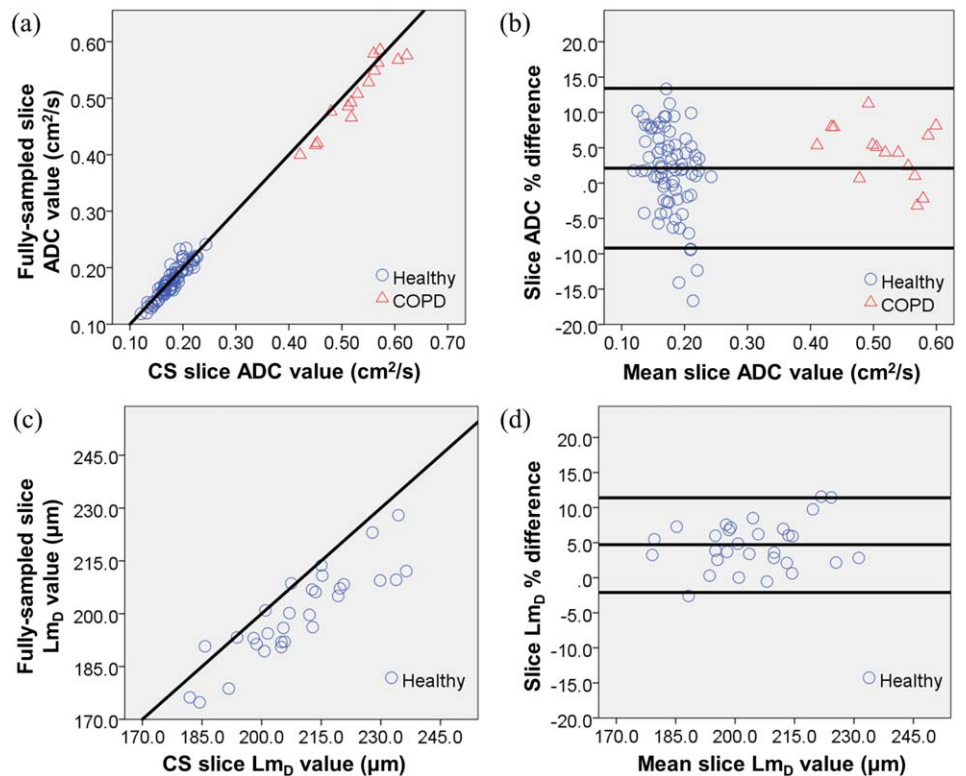 (a)
Fully-sampled slice
ADC value (cm²/s)
0.60
0.50
0.40
0.30
0.20
0.10
0.10 0.20 0.30 0.40 0.50 0.60 0.70
CS slice ADC value (cm²/s)
Healthy
COPD
(b)
Slice ADC % difference
20.0
15.0
10.0
5.0
.0
-5.0
-10.0
-15.0
-20.0
0.10 0.20 0.30 0.40 0.50 0.60
Mean slice ADC value (cm²/s)
Healthy
COPD
(c)
Fully-sampled slice
Lm_D value (µm)
245.0
230.0
215.0
200.0
185.0
170.0
170.0 185.0 200.0 215.0 230.0 245.0
CS slice Lm_D value (µm)
Healthy
(d)
Slice Lm_D % difference
20.0
15.0
10.0
5.0
.0
-5.0
-10.0
-15.0
-20.0
170.0 185.0 200.0 215.0 230.0 245.0
Mean slice Lm_D value (µm)
Healthy